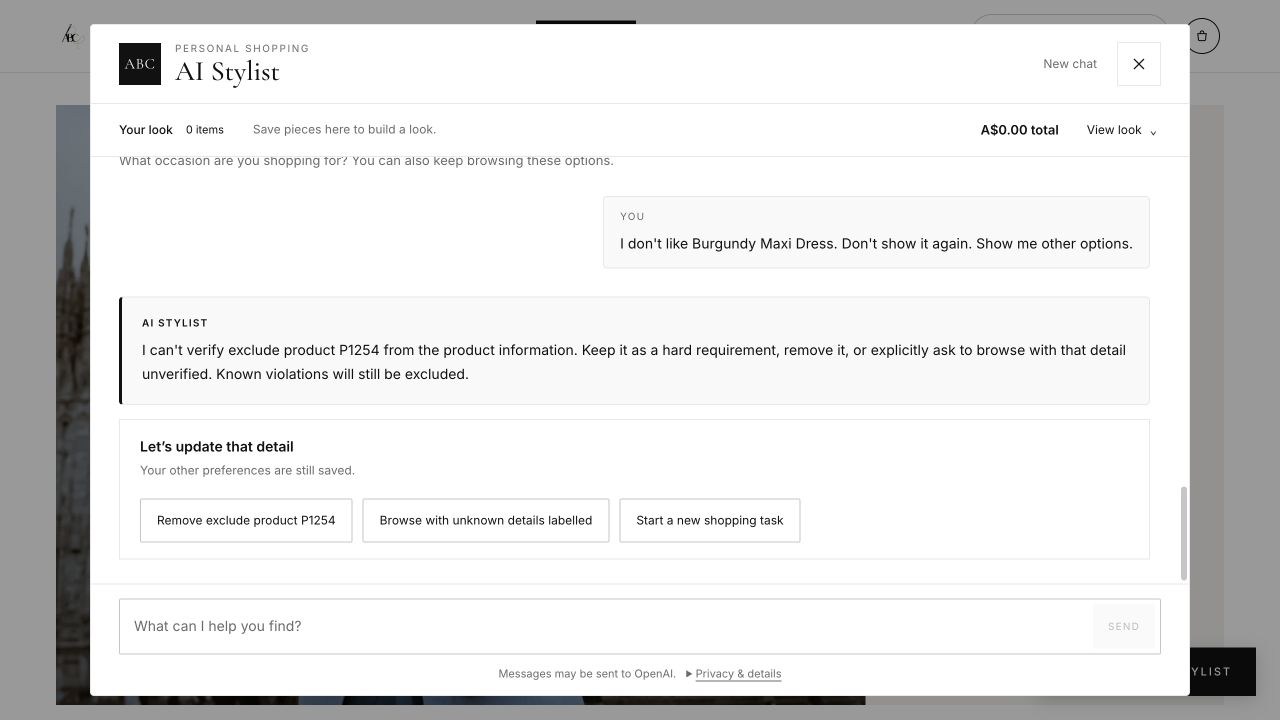 ABC
PERSONAL SHOPPING
AI Stylist
New chat
Your look 0 items Save pieces here to build a look.
A$0.00 total View look
What occasion are you shopping for? You can also keep browsing these options.
YOU
I don't like Burgundy Maxi Dress. Don't show it again. Show me other options.
AI STYLIST
I can't verify exclude product P1254 from the product information. Keep it as a hard requirement, remove it, or explicitly ask to browse with that detail
unverified. Known violations will still be excluded.
Let’s update that detail
Your other preferences are still saved.
Remove exclude product P1254
Browse with unknown details labelled
Start a new shopping task
What can I help you find?
SEND
Messages may be sent to OpenAI. Privacy & details
YLIST